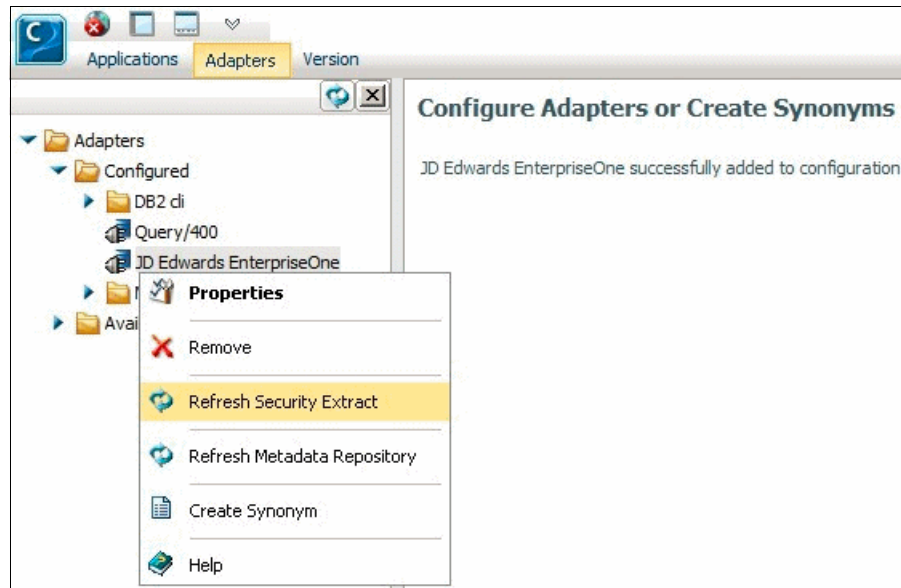 C
Applications Adapters Version
Configure Adapters or Create Synonyms
JD Edwards EnterpriseOne successfully added to configuration
Adapters
Configured
DB2 cli
Query/400
JD Edwards EnterpriseOne
Avai
Properties
Remove
Refresh Security Extract
Refresh Metadata Repository
Create Synonym
Help